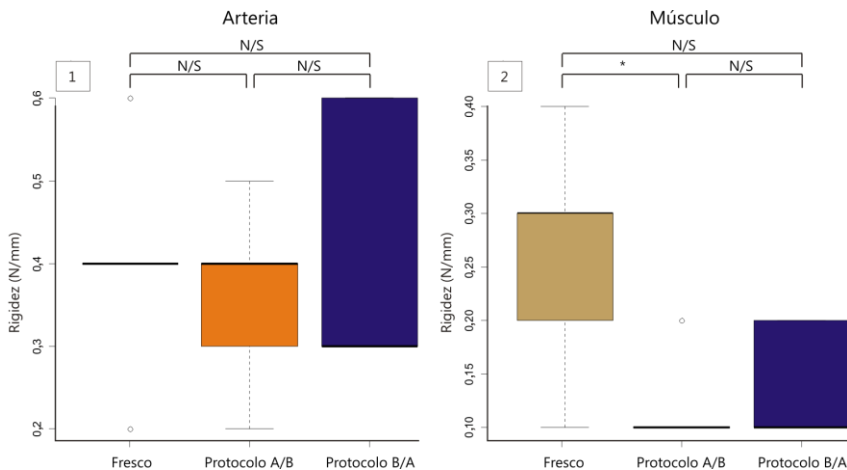 Arteria
N/S
N/S
N/S
1
0,6
0,5
0,4
0,3
0,2
Rigidez (N/mm)
Fresco
Protocolo A/B
Protocolo B/A
Músculo
N/S
*
N/S
2
0,40
0,35
0,30
0,25
0,20
0,15
0,10
Rigidez (N/mm)
Fresco
Protocolo A/B
Protocolo B/A